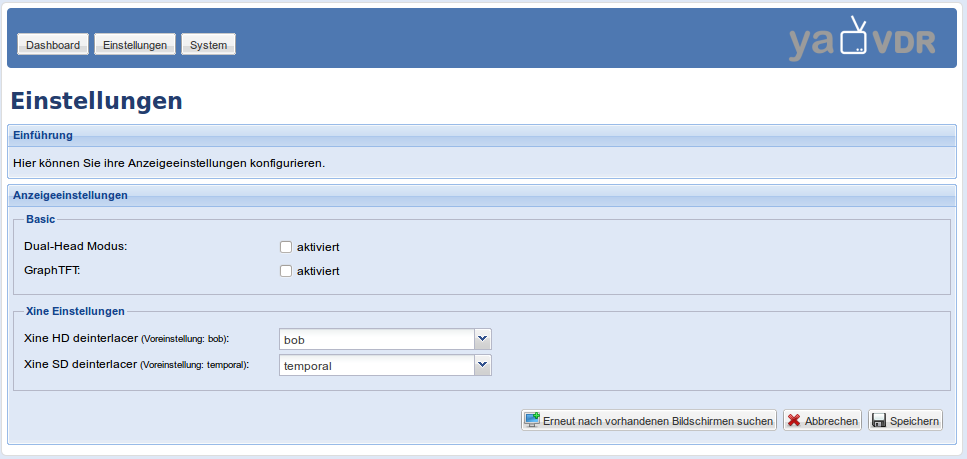 Dashboard Einstellungen System
yaVDR
Einstellungen
Einführung
Hier können Sie ihre Anzeigeeinstellungen konfigurieren.
Anzeigeeinstellungen
Basic
Dual-Head Modus: aktiviert
GraphTFT: aktiviert
Xine Einstellungen
Xine HD deinterlacer (Voreinstellung: bob): bob
Xine SD deinterlacer (Voreinstellung: temporal): temporal
Erneut nach vorhandenen Bildschirmen suchen Abbrechen Speichern